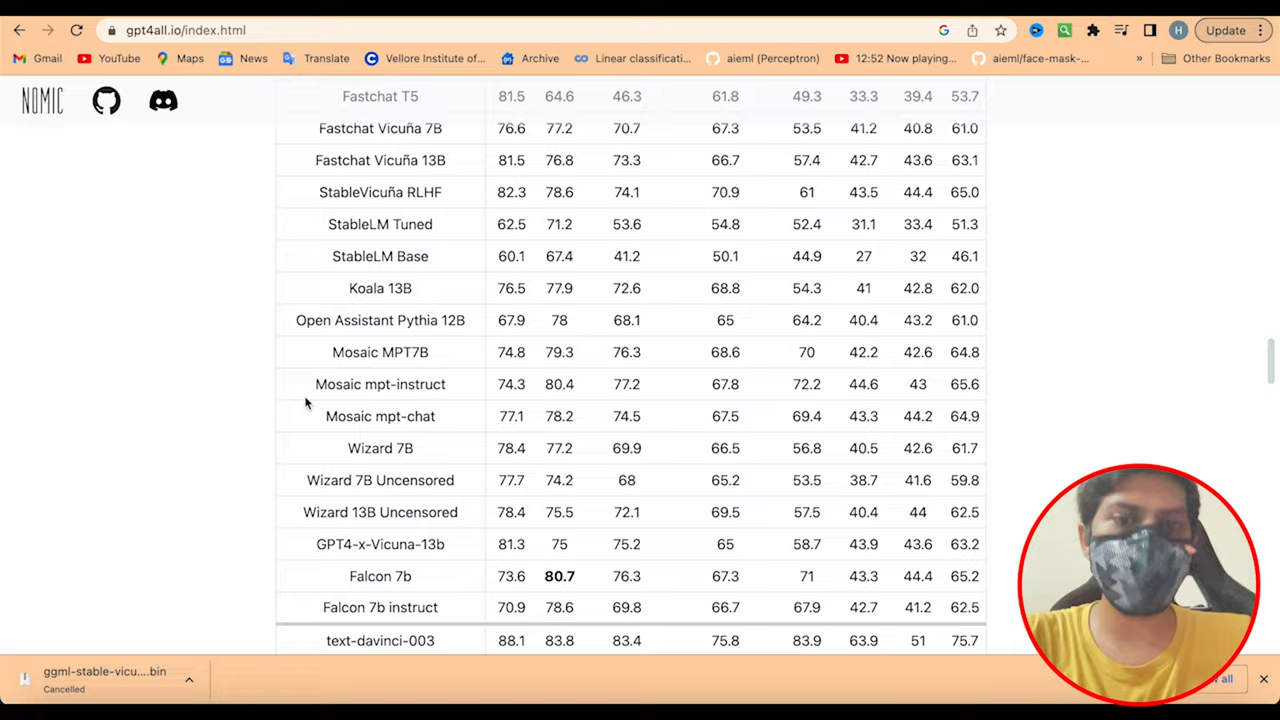 gpt4all.io/index.html
Update
Gmail YouTube Maps News Translate Vellore Institute of... Archive Linear classificati... aieml (Perceptron) 12:52 Now playing... aieml/face-mask-... » Other Bookmarks
H
NOMIC
Fastchat T5 81.5 64.6 46.3 61.8 49.3 33.3 39.4 53.7
Fastchat Vicuña 7B 76.6 77.2 70.7 67.3 53.5 41.2 40.8 61.0
Fastchat Vicuña 13B 81.5 76.8 73.3 66.7 57.4 42.7 43.6 63.1
StableVicuña RLHF 82.3 78.6 74.1 70.9 61 43.5 44.4 65.0
StableLM Tuned 62.5 71.2 53.6 54.8 52.4 31.1 33.4 51.3
StableLM Base 60.1 67.4 41.2 50.1 44.9 27 32 46.1
Koala 13B 76.5 77.9 72.6 68.8 54.3 41 42.8 62.0
Open Assistant Pythia 12B 67.9 78 68.1 65 64.2 40.4 43.2 61.0
Mosaic MPT7B 74.8 79.3 76.3 68.6 70 42.2 42.6 64.8
Mosaic mpt-instruct 74.3 80.4 77.2 67.8 72.2 44.6 43 65.6
Mosaic mpt-chat 77.1 78.2 74.5 67.5 69.4 43.3 44.2 64.9
Wizard 7B 78.4 77.2 69.9 66.5 56.8 40.5 42.6 61.7
Wizard 7B Uncensored 77.7 74.2 68 65.2 53.5 38.7 41.6 59.8
Wizard 13B Uncensored 78.4 75.5 72.1 69.5 57.5 40.4 44 62.5
GPT4-x-Vicuna-13b 81.3 75 75.2 65 58.7 43.9 43.6 63.2
Falcon 7b 73.6 80.7 76.3 67.3 71 43.3 44.4 65.2
Falcon 7b instruct 70.9 78.6 69.8 66.7 67.9 42.7 41.2 62.5
text-davinci-003 88.1 83.8 83.4 75.8 83.9 63.9 51 75.7
ggml-stable-vicu....bin
Cancelled
all